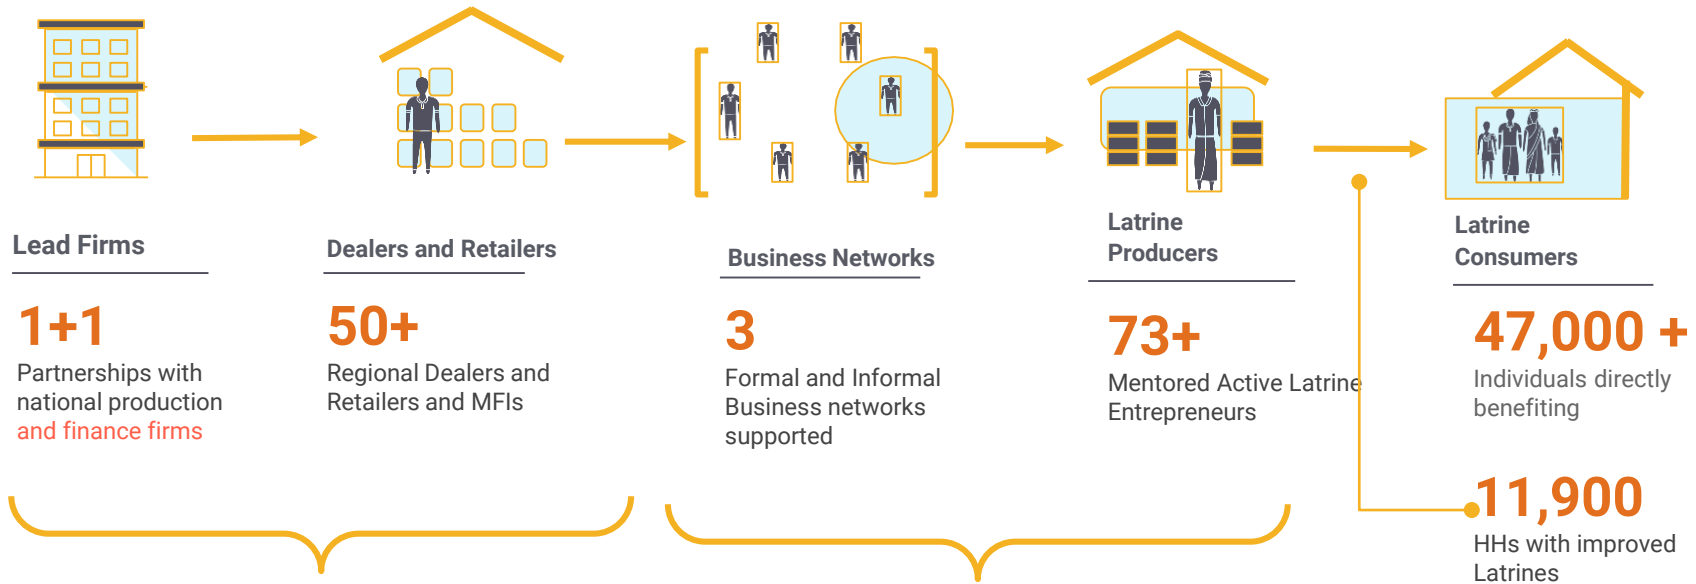 Lead Firms
1+1
Partnerships with
national production
and finance firms
Dealers and Retailers
50+
Regional Dealers and
Retailers and MFIs
Business Networks
3
Formal and Informal
Business networks
supported
Latrine
Producers
73+
Mentored Active Latrine
Entrepreneurs
Latrine
Consumers
47,000 +
Individuals directly
benefiting
11,900
HHs with improved
Latrines